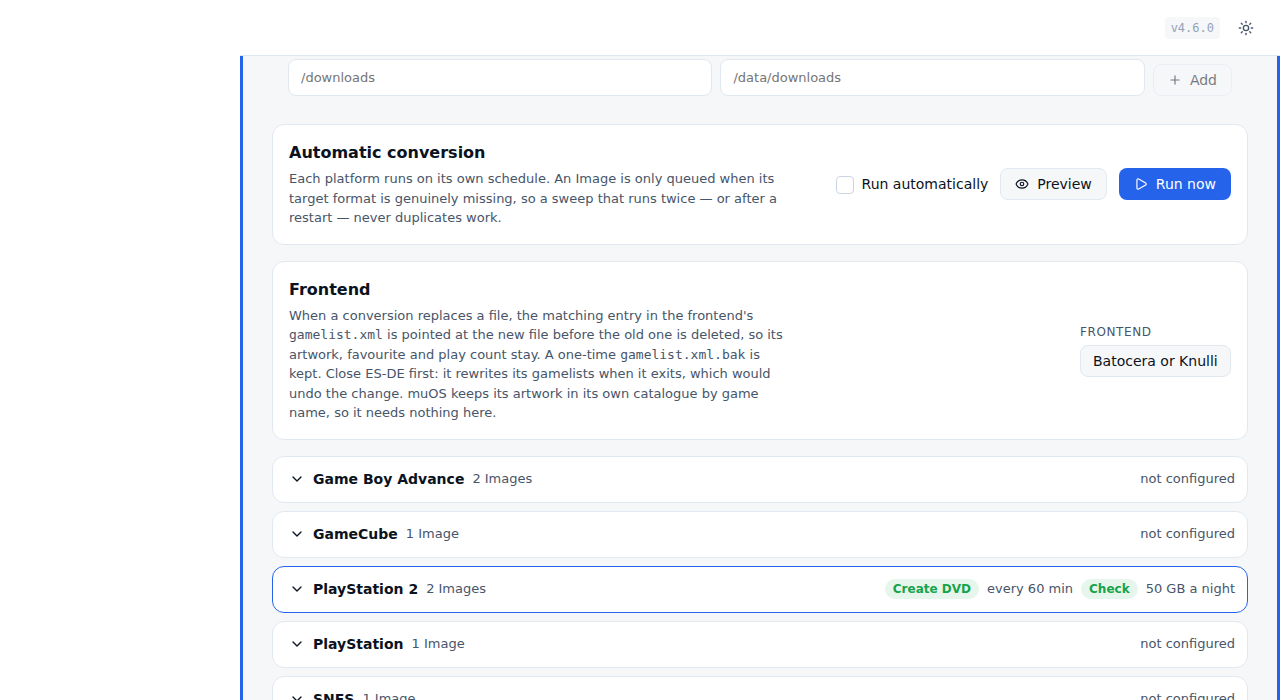 v4.6.0
/downloads
/data/downloads
Add
Automatic conversion
Each platform runs on its own schedule. An Image is only queued when its
target format is genuinely missing, so a sweep that runs twice — or after a
restart — never duplicates work.
Run automatically
Preview
Run now
Frontend
When a conversion replaces a file, the matching entry in the frontend's
gamelist.xml is pointed at the new file before the old one is deleted, so its
artwork, favourite and play count stay. A one-time gamelist.xml.bak is
kept. Close ES-DE first: it rewrites its gamelists when it exits, which would
undo the change. muOS keeps its artwork in its own catalogue by game
name, so it needs nothing here.
FRONTEND
Batocera or Knulli
Game Boy Advance 2 Images not configured
GameCube 1 Image not configured
PlayStation 2 2 Images Create DVD every 60 min Check 50 GB a night
PlayStation 1 Image not configured
SNES 1 Image not configured